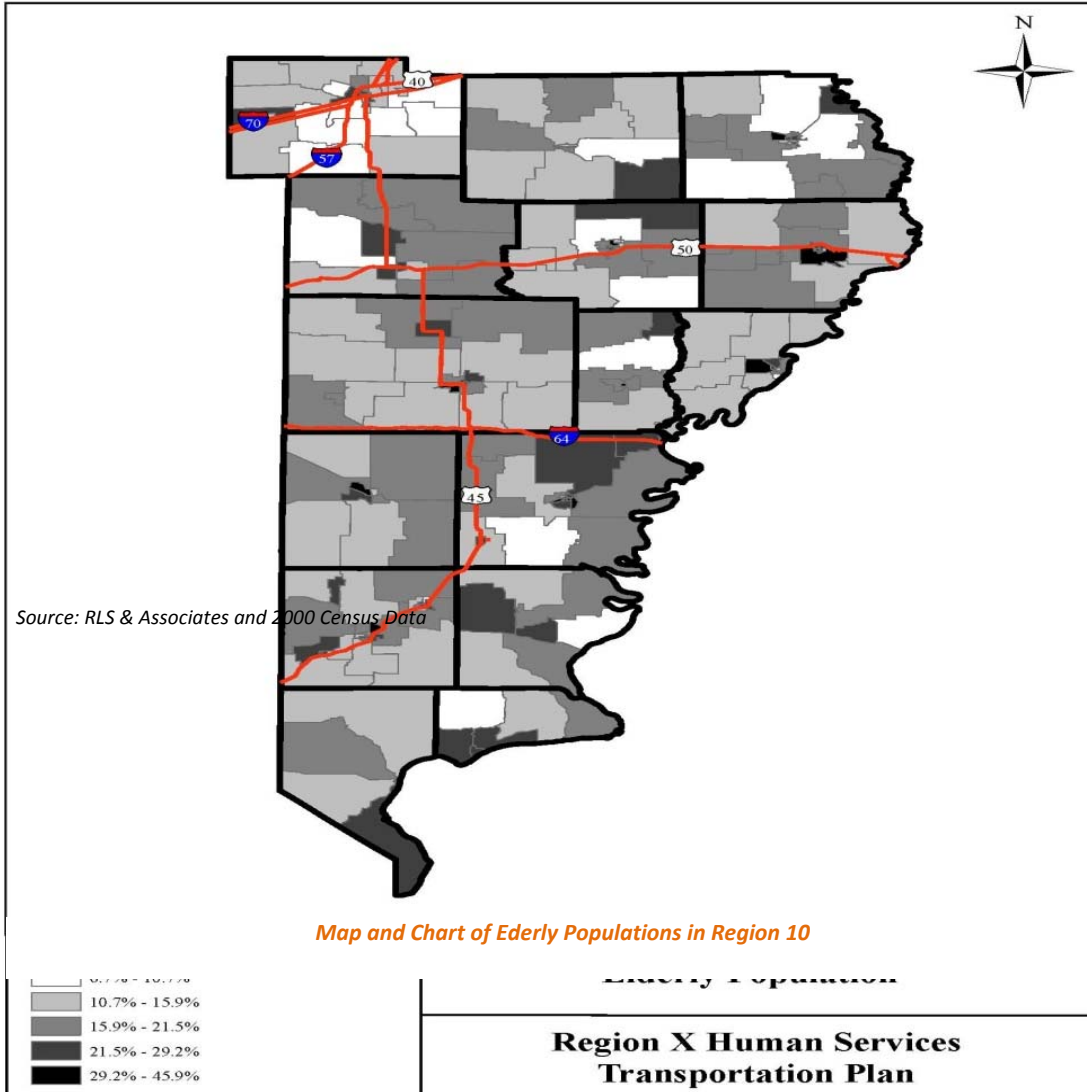 N
40
70
57
50
64
45
Source: RLS & Associates and 2000 Census Data
Map and Chart of Ederly Populations in Region 10
Elderly Population
10.7% - 15.9%
15.9% - 21.5%
21.5% - 29.2%
29.2% - 45.9%
Region X Human Services
Transportation Plan